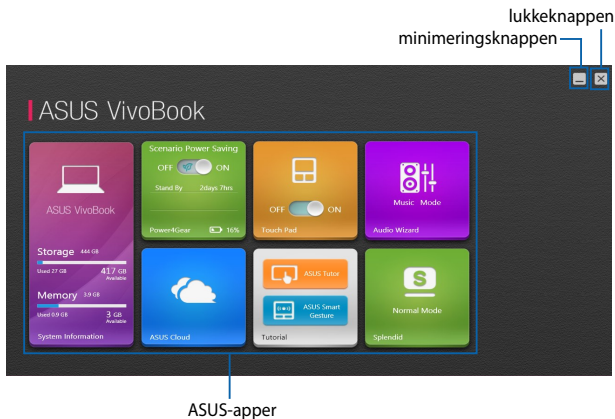 lukkeknappen
minimeringsknappen
ASUS VivoBook
ASUS VivoBook
Storage 444 GB
Used 27 GB 417 GB
Available
Memory 3.9 GB
Used 0.9 GB 3 GB
Available
System Information
Scenario Power Saving
OFF ON
Stand By 2days 7hrs
Power4Gear 16%
OFF ON
Touch Pad
Music Mode
Audio Wizard
ASUS Cloud
ASUS Tutor
ASUS Smart
Gesture
Tutorial
S
Normal Mode
Splendid
ASUS-apper